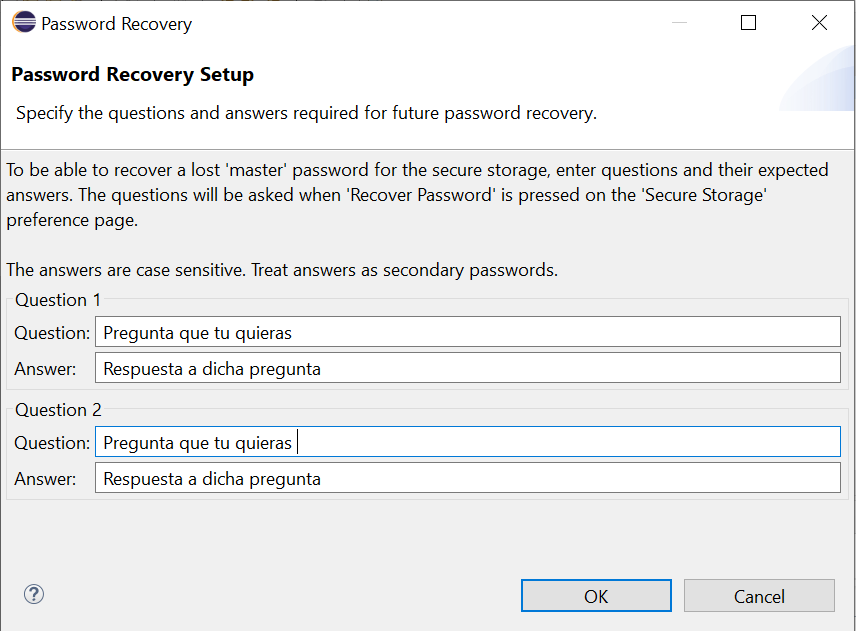 Password Recovery
Password Recovery Setup
Specify the questions and answers required for future password recovery.
To be able to recover a lost 'master' password for the secure storage, enter questions and their expected
answers. The questions will be asked when 'Recover Password' is pressed on the 'Secure Storage'
preference page.
The answers are case sensitive. Treat answers as secondary passwords.
Question 1
Question: Pregunta que tu quieras
Answer: Respuesta a dicha pregunta
Question 2
Question: Pregunta que tu quieras
Answer: Respuesta a dicha pregunta
? OK Cancel